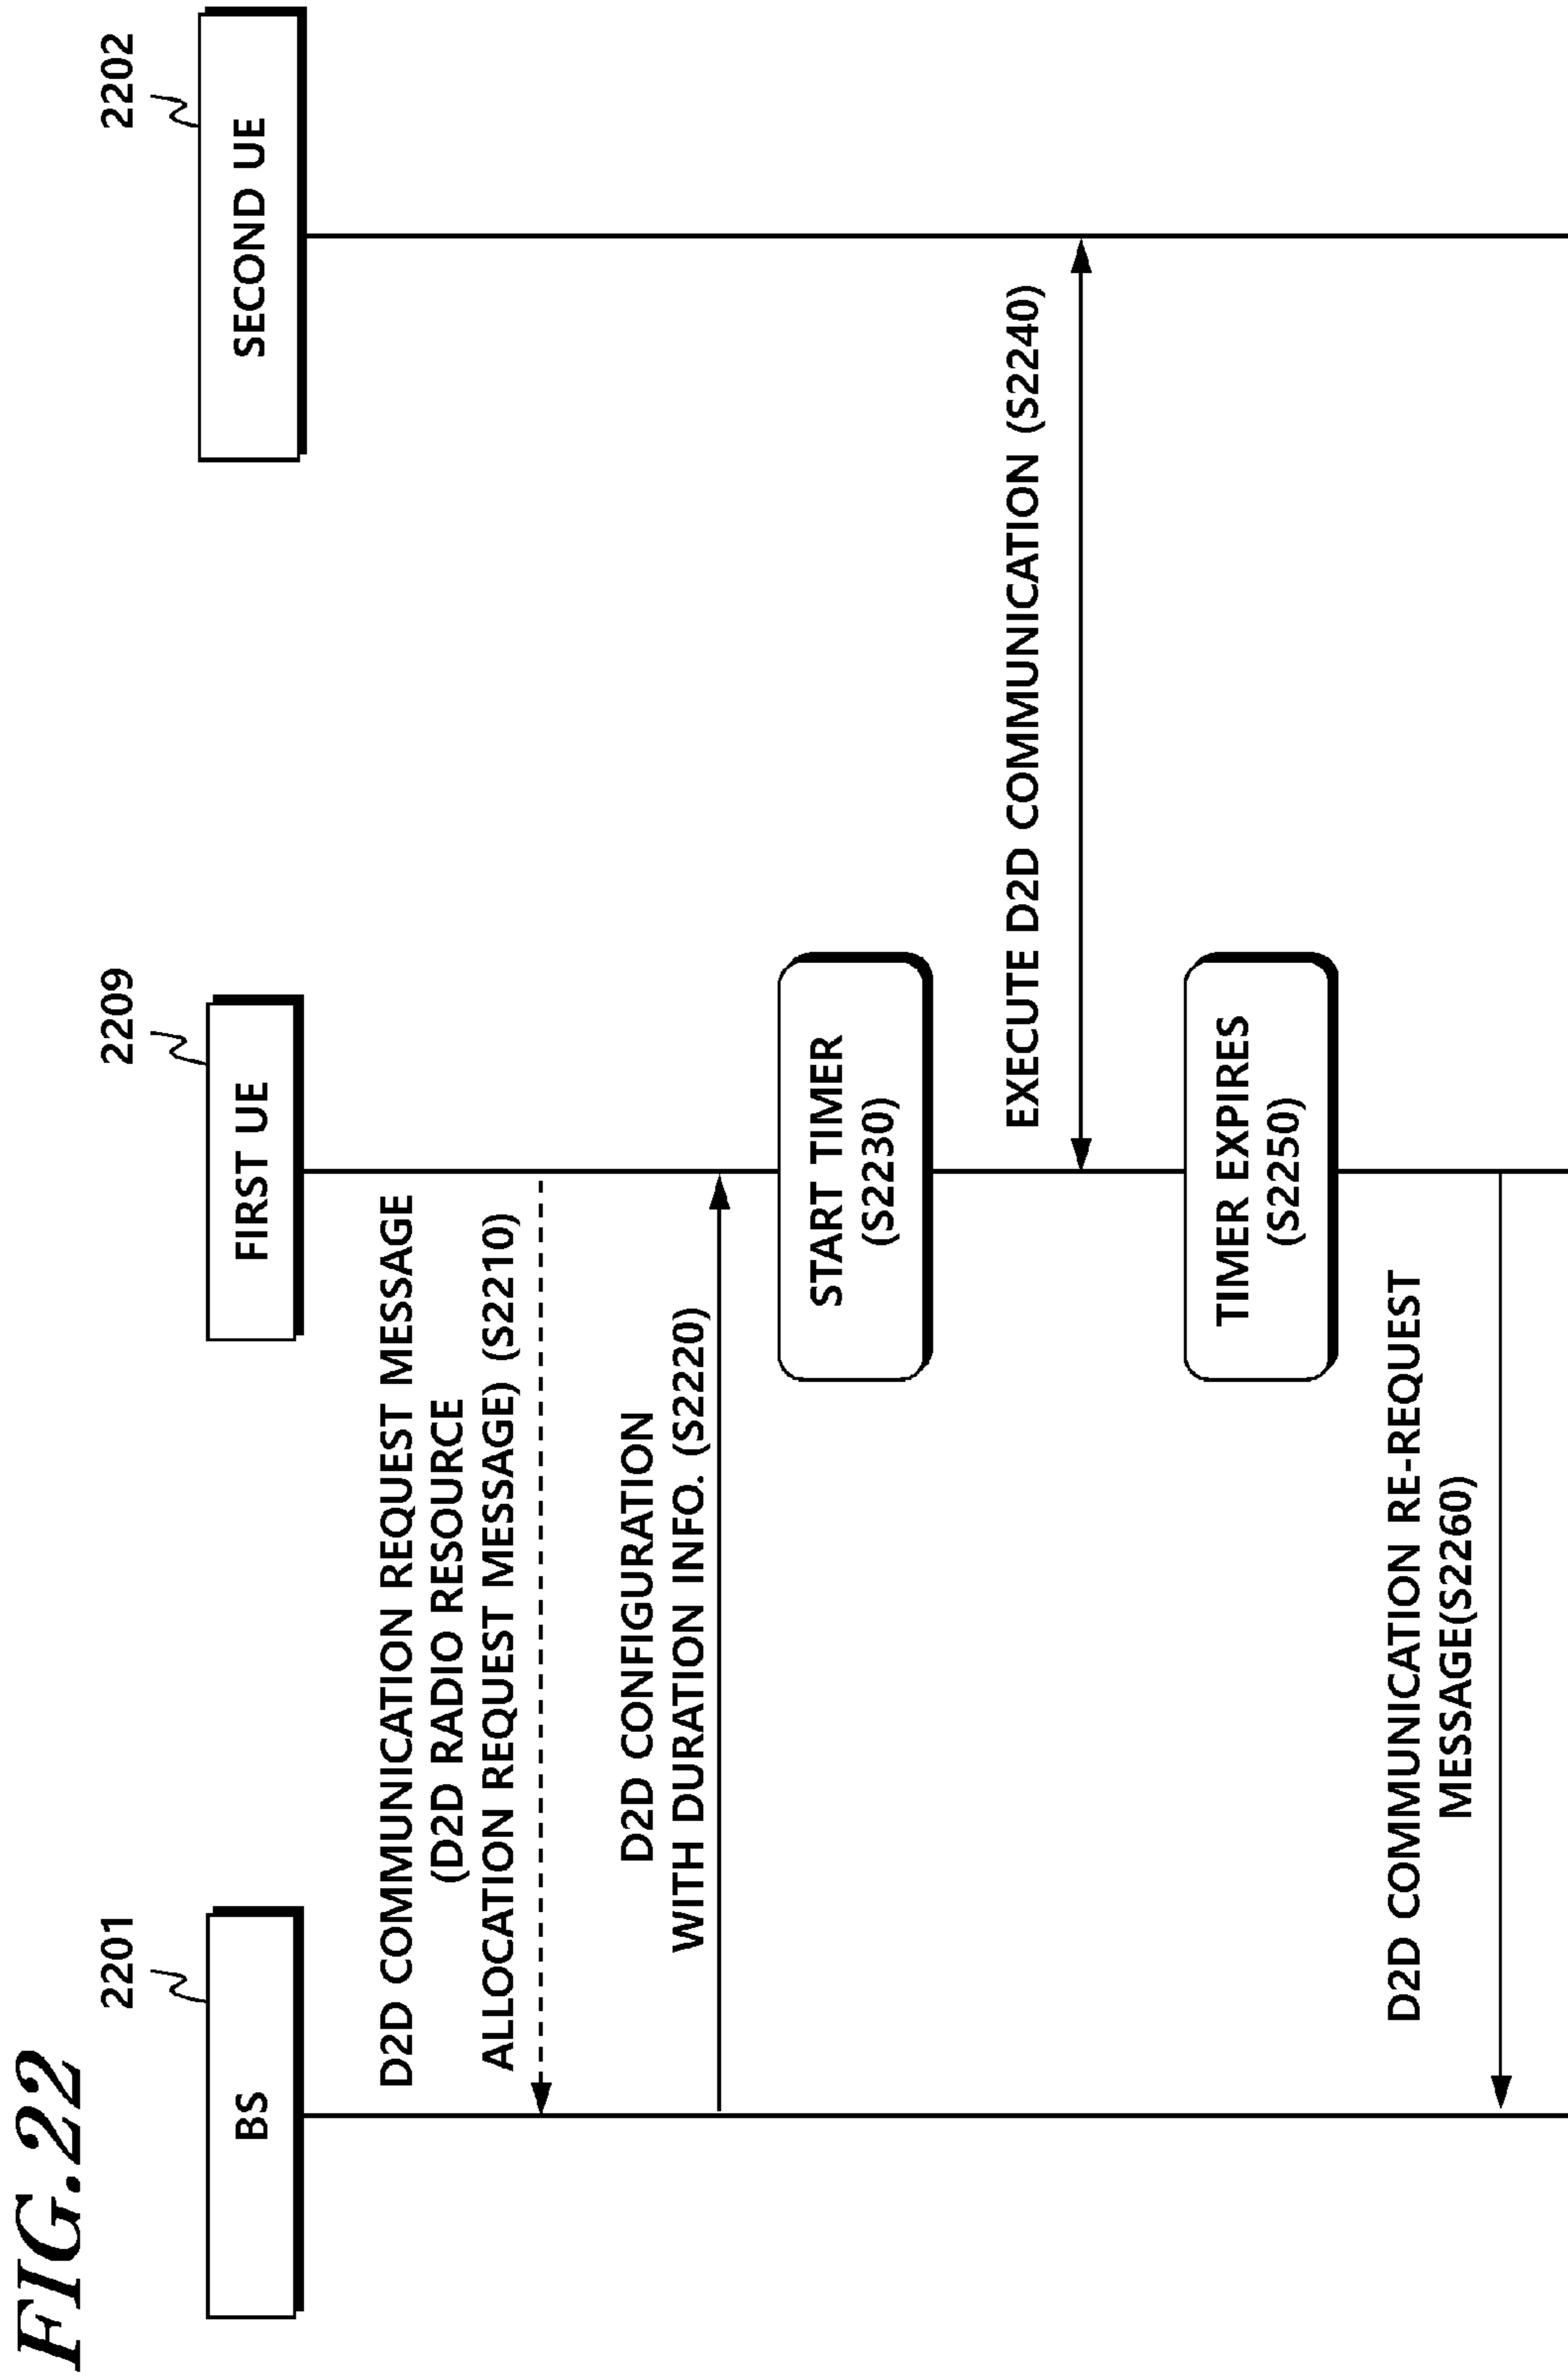 FIG.22
2201
2209
2202
BS
FIRST UE
SECOND UE
D2D COMMUNICATION REQUEST MESSAGE
(D2D RADIO RESOURCE
ALLOCATION REQUEST MESSAGE) (S2210)
D2D CONFIGURATION
WITH DURATION INFO. (S2220)
START TIMER
(S2230)
EXECUTE D2D COMMUNICATION (S2240)
TIMER EXPIRES
(S2250)
D2D COMMUNICATION RE-REQUEST
MESSAGE(S2260)